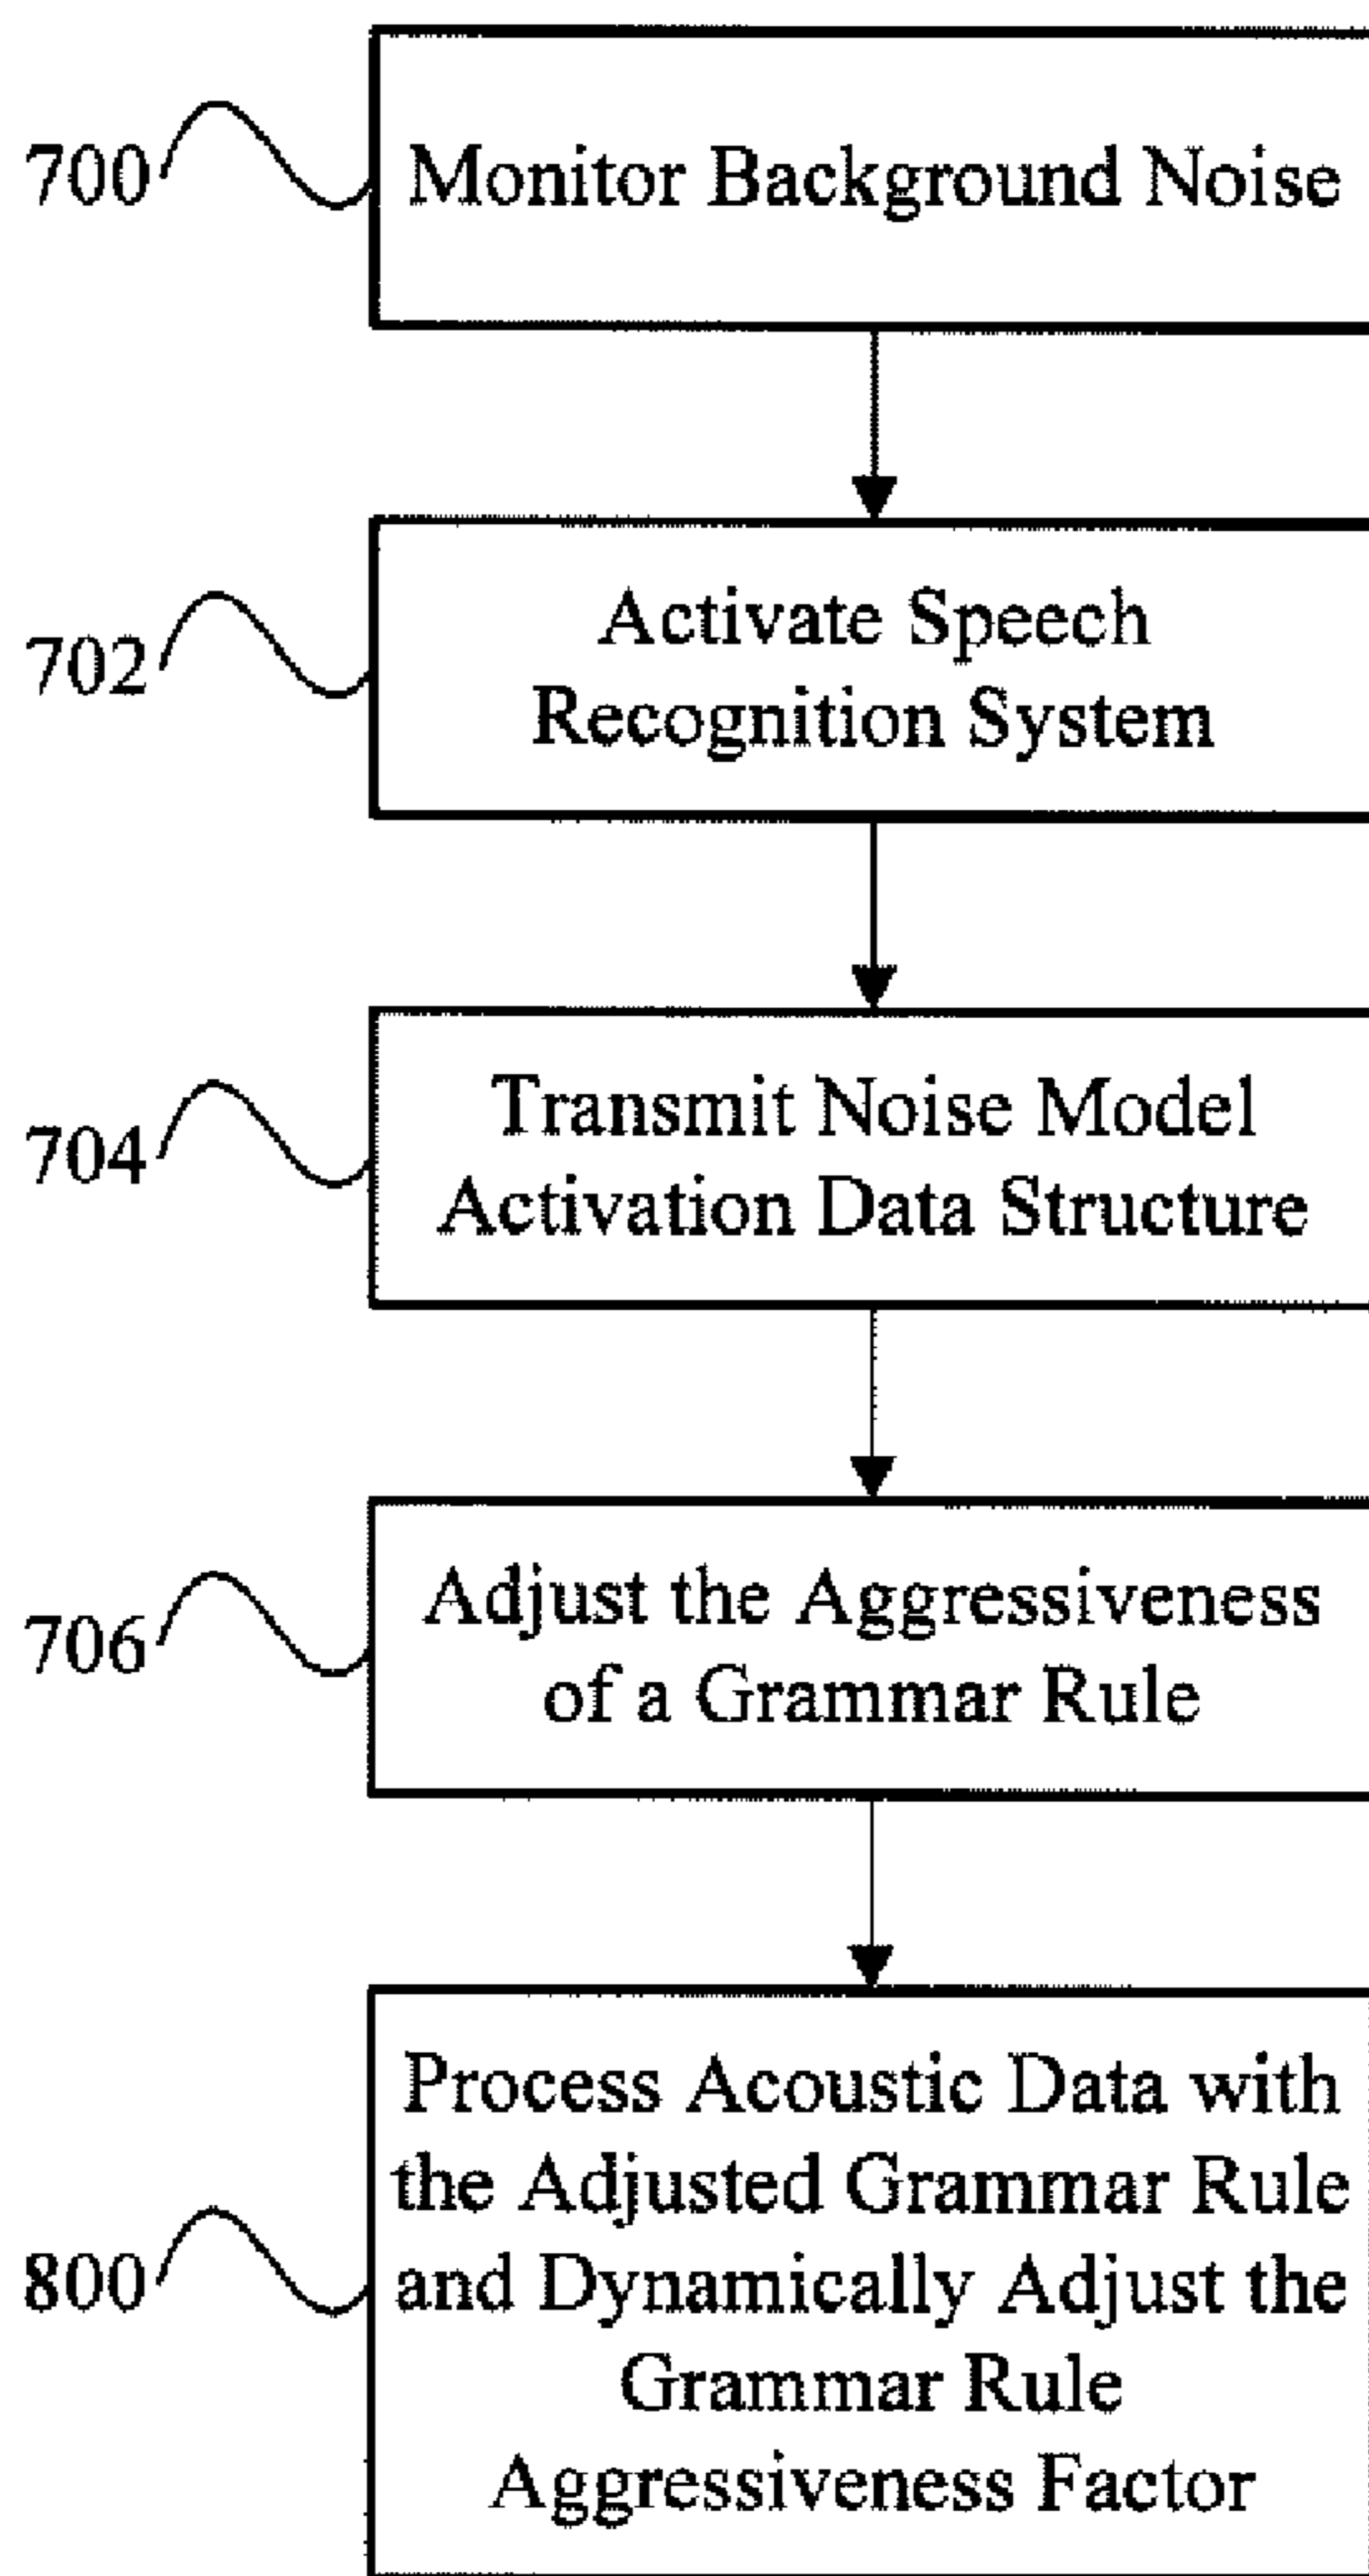 700
Monitor Background Noise
702
Activate Speech
Recognition System
704
Transmit Noise Model
Activation Data Structure
706
Adjust the Aggressiveness
of a Grammar Rule
800
Process Acoustic Data with
the Adjusted Grammar Rule
and Dynamically Adjust the
Grammar Rule
Aggressiveness Factor